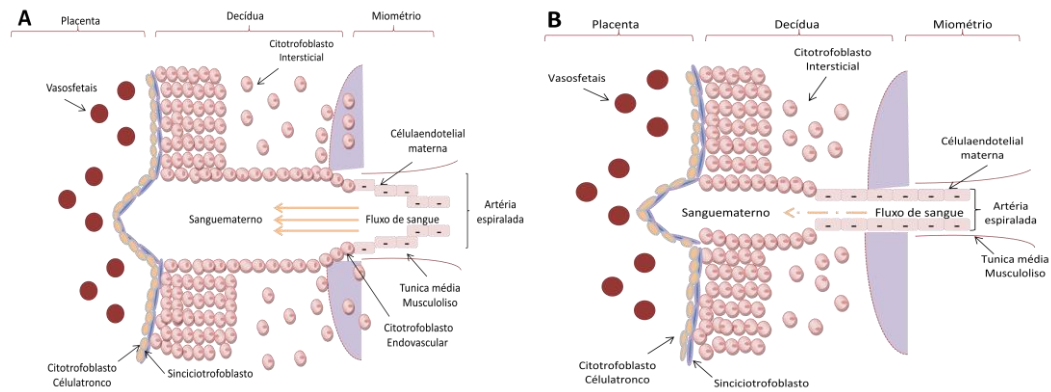 A
Placenta
Decídua
Miométrio
Citotrofoblasto
Intersticial
Vasosfetais
Célulaendotelial
materna
Sanguematerno
Fluxo de sangue
Artéria
espiralada
Tunica média
Musculoliso
Citotrofoblasto
Endovascular
Citotrofoblasto
Célulatronco
Sinciciotrofoblasto
B
Placenta
Decídua
Miométrio
Citotrofoblasto
Intersticial
Vasosfetais
Célulaendotelial
materna
Sanguematerno
Fluxo de sangue
Artéria
espiralada
Tunica média
Musculoliso
Citotrofoblasto
Célulatronco
Sinciciotrofoblasto